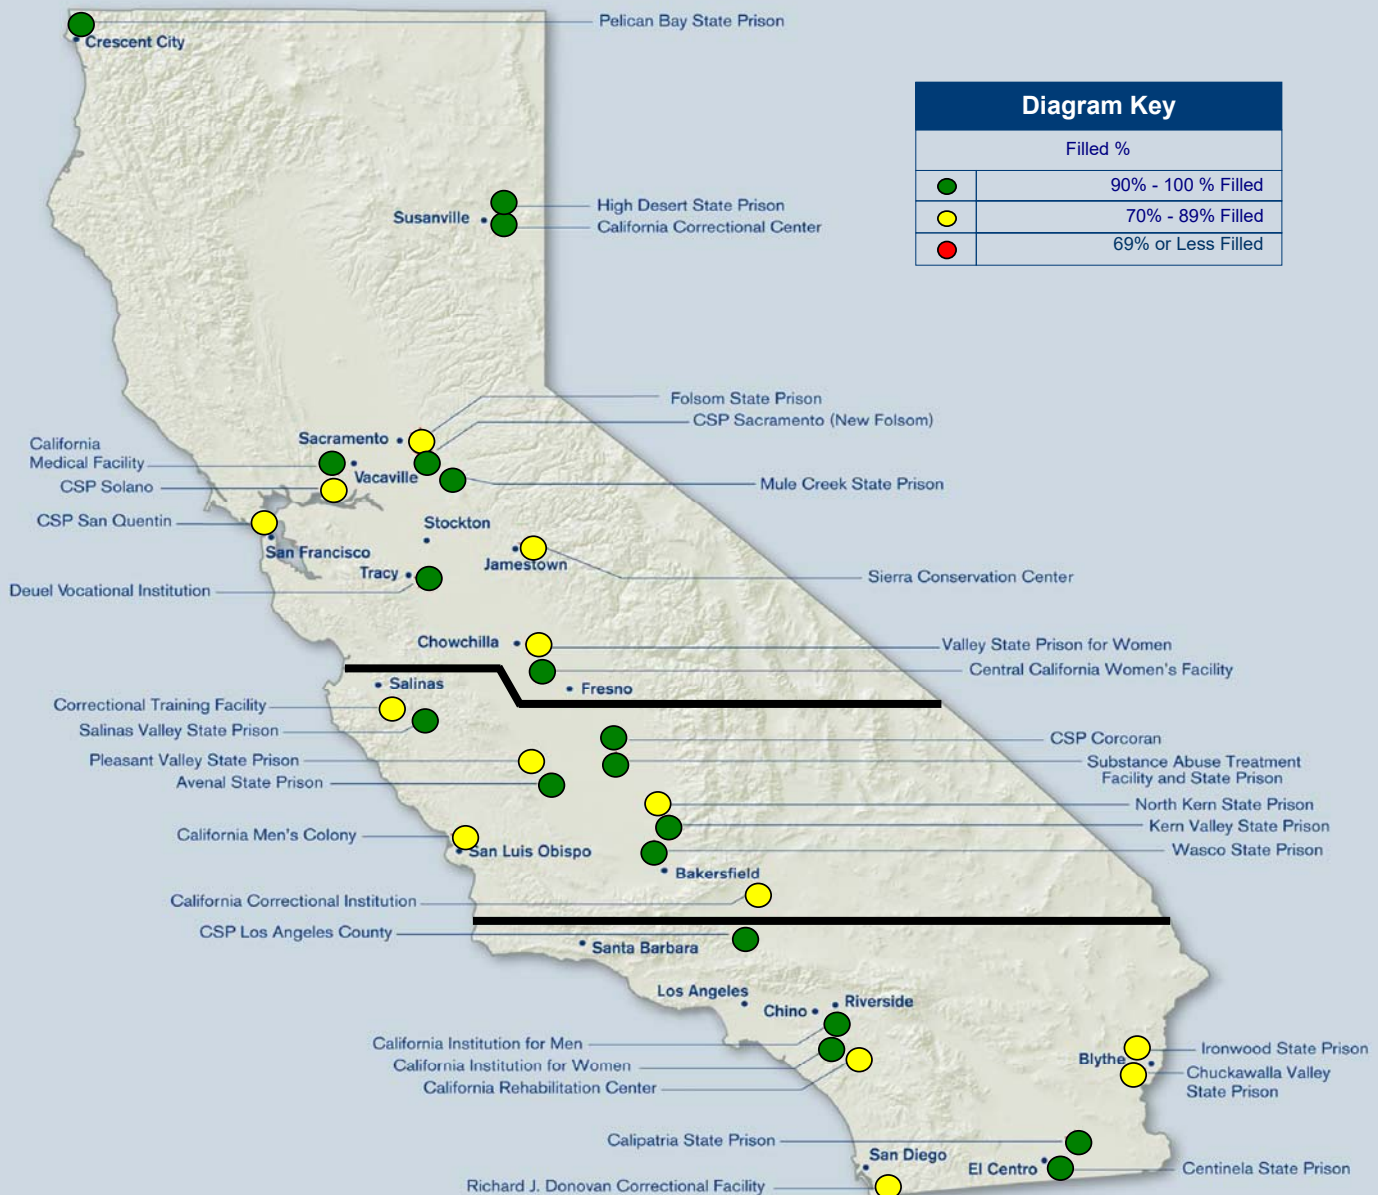 Pelican Bay State Prison
Crescent City
Diagram Key
Filled %
90% - 100 % Filled
70% - 89% Filled
69% or Less Filled
High Desert State Prison
Susanville
California Correctional Center
Folsom State Prison
CSP Sacramento (New Folsom)
Sacramento
California
Medical Facility
Vacaville
CSP Solano
Mule Creek State Prison
CSP San Quentin
Stockton
San Francisco
Jamestown
Tracy
Sierra Conservation Center
Deuel Vocational Institution
Chowchilla
Valley State Prison for Women
Central California Women's Facility
Salinas
Fresno
Correctional Training Facility
Salinas Valley State Prison
CSP Corcoran
Pleasant Valley State Prison
Substance Abuse Treatment
Facility and State Prison
Avenal State Prison
North Kern State Prison
Kern Valley State Prison
California Men's Colony
San Luis Obispo
Wasco State Prison
Bakersfield
California Correctional Institution
CSP Los Angeles County
Santa Barbara
Los Angeles
Riverside
Chino
California Institution for Men
Ironwood State Prison
Blythe
California Institution for Women
Chuckawalla Valley
State Prison
California Rehabilitation Center
Calipatria State Prison
San Diego
El Centro
Centinela State Prison
Richard J. Donovan Correctional Facility